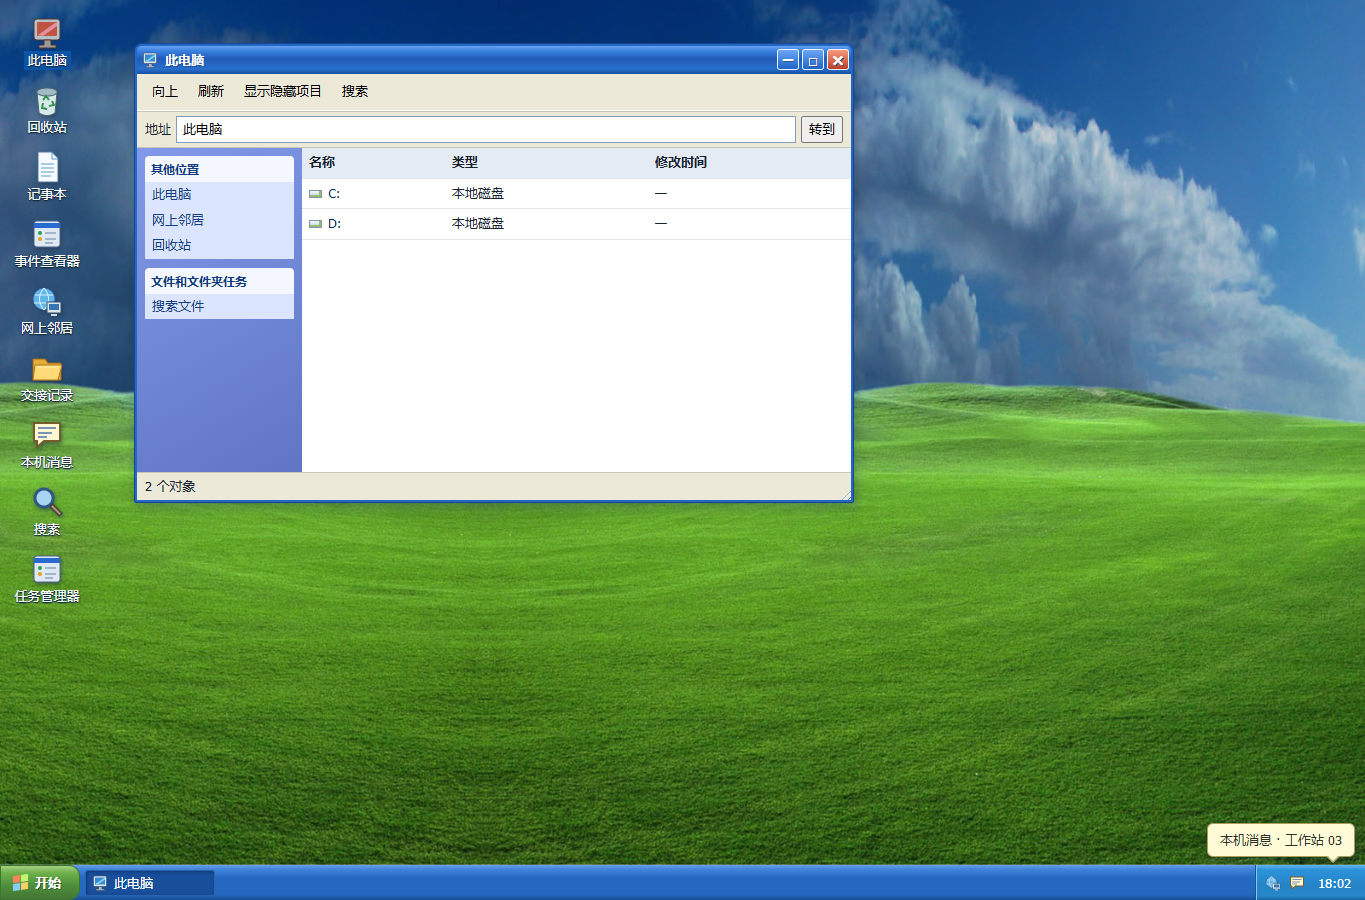 此电脑
回收站
记事本
事件查看器
网上邻居
交接记录
本机消息
搜索
任务管理器
此电脑
向上 刷新 显示隐藏项目 搜索
地址 此电脑 转到
其他位置
此电脑
网上邻居
回收站
文件和文件夹任务
搜索文件
名称 类型 修改时间
C: 本地磁盘 —
D: 本地磁盘 —
2 个对象
本机消息 · 工作站 03
开始 此电脑 18:02